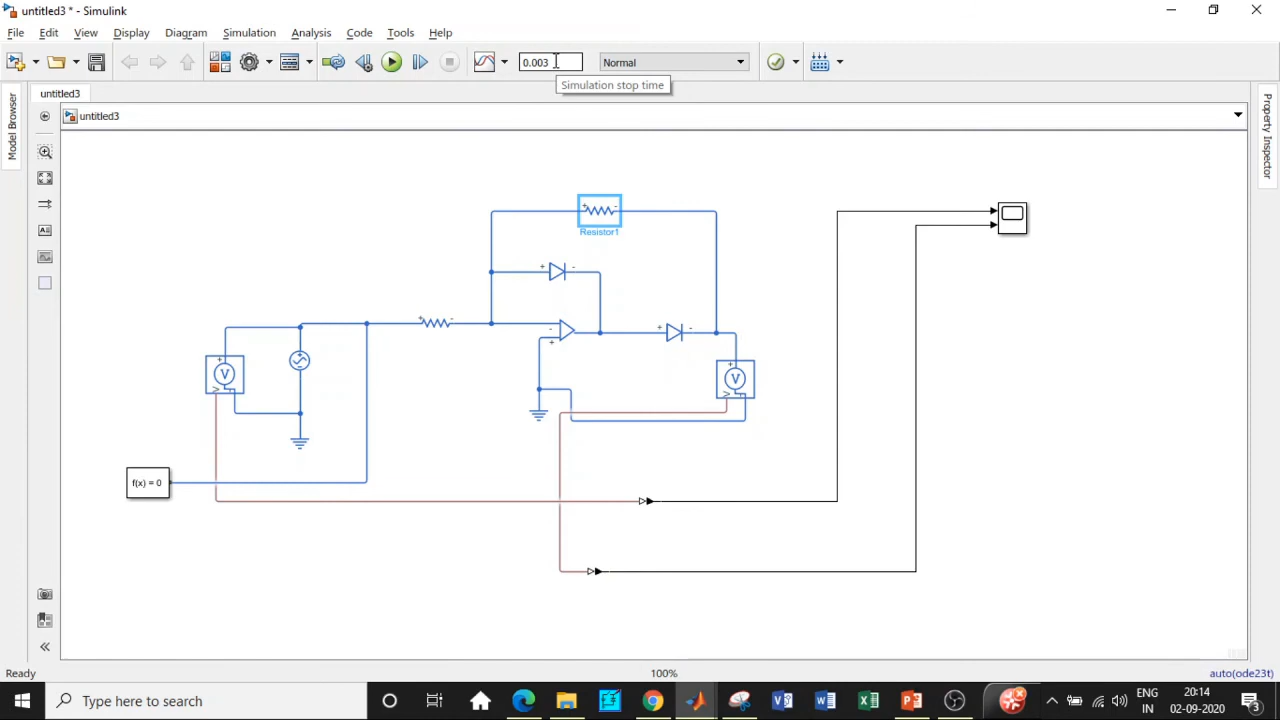 untitled3 * - Simulink
File Edit View Display Diagram Simulation Analysis Code Tools Help
0.003
Normal
Simulation stop time
untitled3
untitled3
Model Browser
Property Inspector
Resistor1
V
V
f(x) = 0
Ready
100%
auto(ode23t)
Type here to search
ENG
IN
20:14
02-09-2020
3